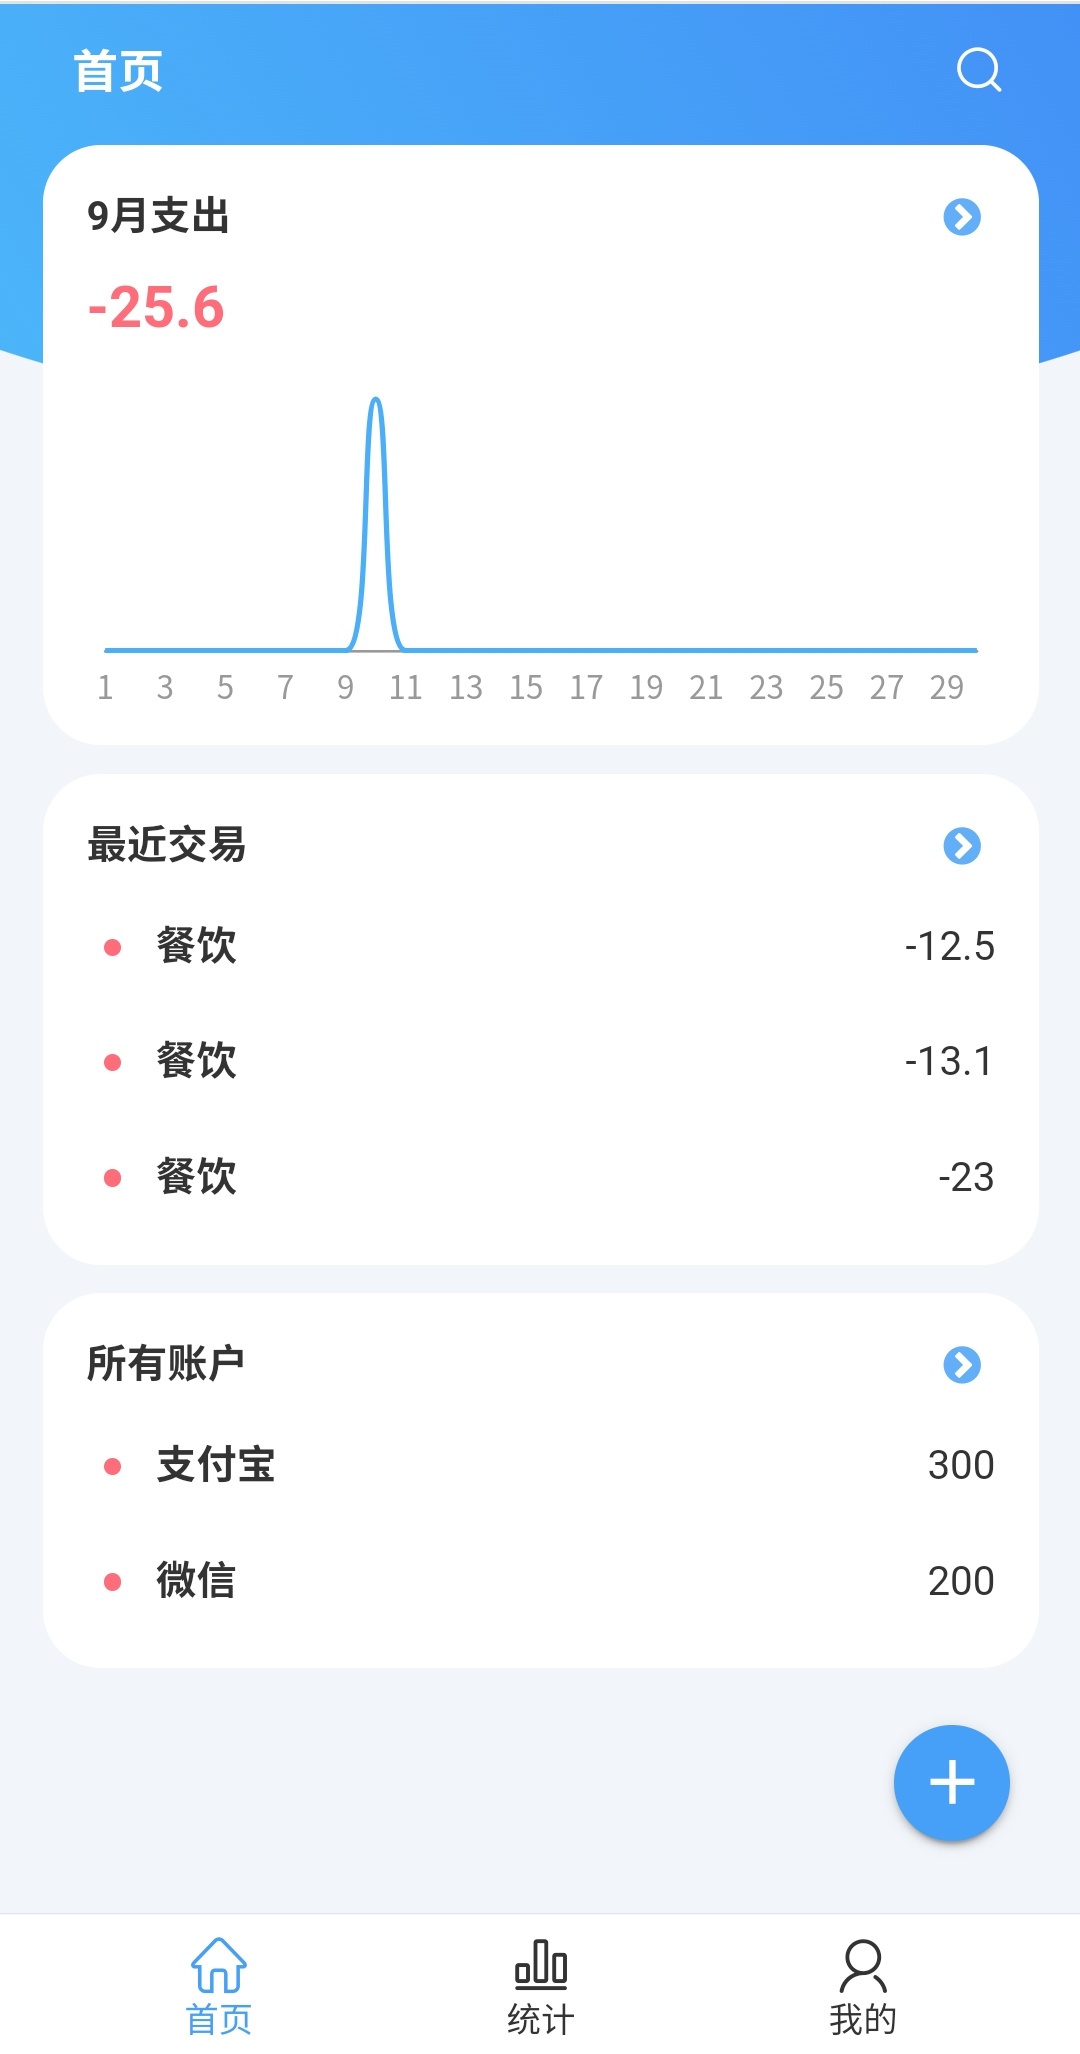 首页
9月支出
-25.6
1 3 5 7 9 11 13 15 17 19 21 23 25 27 29
最近交易
餐饮 -12.5
餐饮 -13.1
餐饮 -23
所有账户
支付宝 300
微信 200
首页 统计 我的